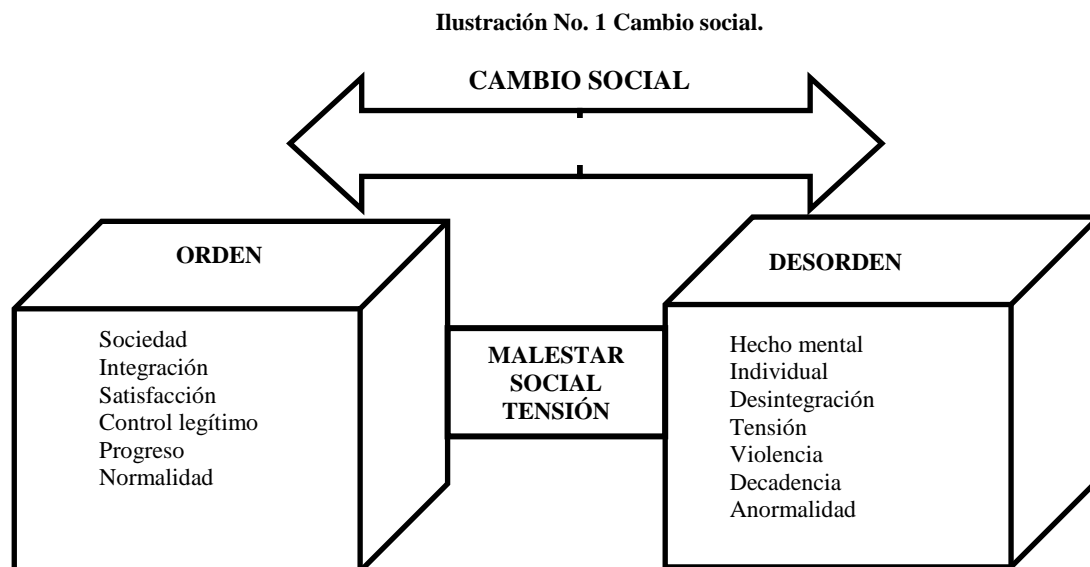 Ilustración No. 1 Cambio social.
CAMBIO SOCIAL
ORDEN
Sociedad
Integración
Satisfacción
Control legítimo
Progreso
Normalidad
MALESTAR
SOCIAL
TENSIÓN
DESORDEN
Hecho mental
Individual
Desintegración
Tensión
Violencia
Decadencia
Anormalidad